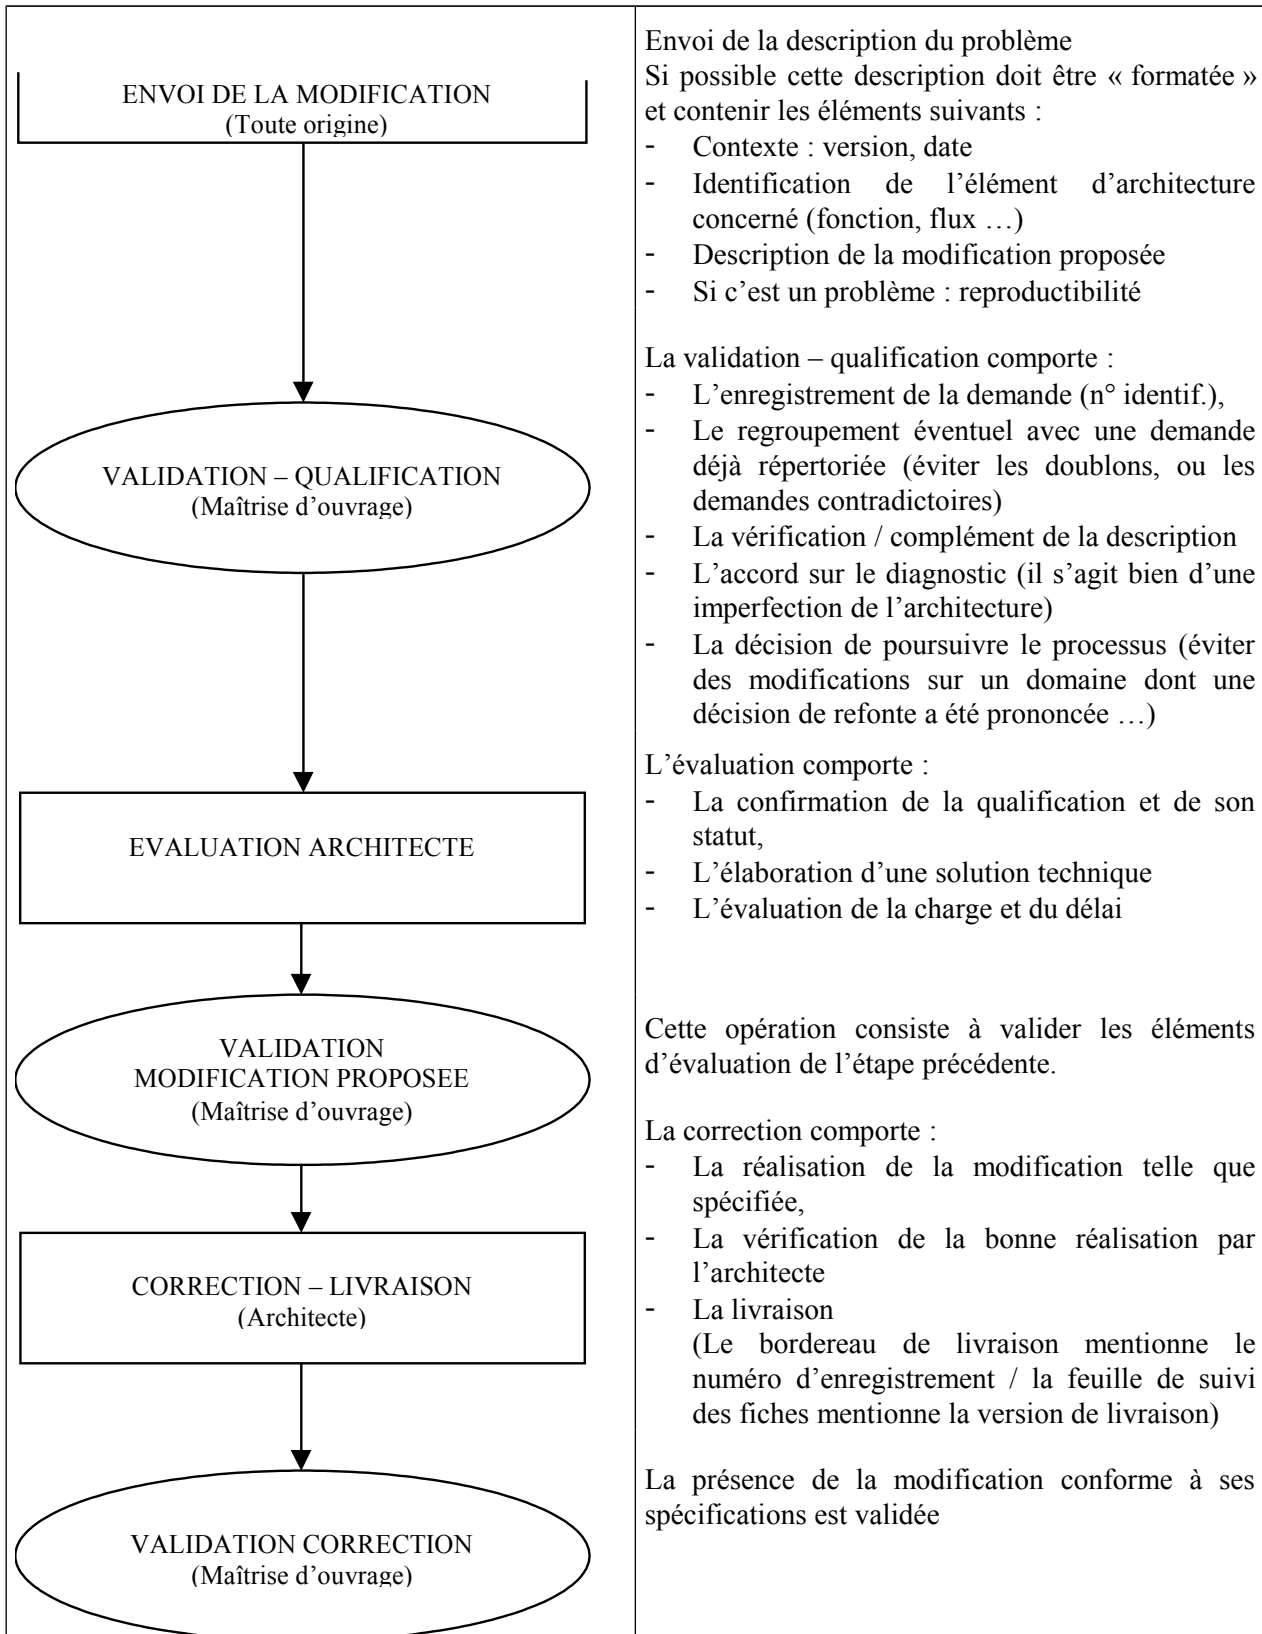 ENVOI DE LA MODIFICATION
(Toute origine)
Envoi de la description du problème
Si possible cette description doit être « formatée »
et contenir les éléments suivants :
- Contexte : version, date
- Identification de l’élément d’architecture
concerné (fonction, flux …)
- Description de la modification proposée
- Si c’est un problème : reproductibilité
VALIDATION – QUALIFICATION
(Maîtrise d’ouvrage)
La validation – qualification comporte :
- L’enregistrement de la demande (n° identif.),
- Le regroupement éventuel avec une demande
déjà répertoriée (éviter les doublons, ou les
demandes contradictoires)
- La vérification / complément de la description
- L’accord sur le diagnostic (il s’agit bien d’une
imperfection de l’architecture)
- La décision de poursuivre le processus (éviter
des modifications sur un domaine dont une
décision de refonte a été prononcée …)
EVALUATION ARCHITECTE
L’évaluation comporte :
- La confirmation de la qualification et de son
statut,
- L’élaboration d’une solution technique
- L’évaluation de la charge et du délai
VALIDATION
MODIFICATION PROPOSEE
(Maîtrise d’ouvrage)
Cette opération consiste à valider les éléments
d’évaluation de l’étape précédente.
CORRECTION – LIVRAISON
(Architecte)
La correction comporte :
- La réalisation de la modification telle que
spécifiée,
- La vérification de la bonne réalisation par
l’architecte
- La livraison
(Le bordereau de livraison mentionne le
numéro d’enregistrement / la feuille de suivi
des fiches mentionne la version de livraison)
VALIDATION CORRECTION
(Maîtrise d’ouvrage)
La présence de la modification conforme à ses
spécifications est validée